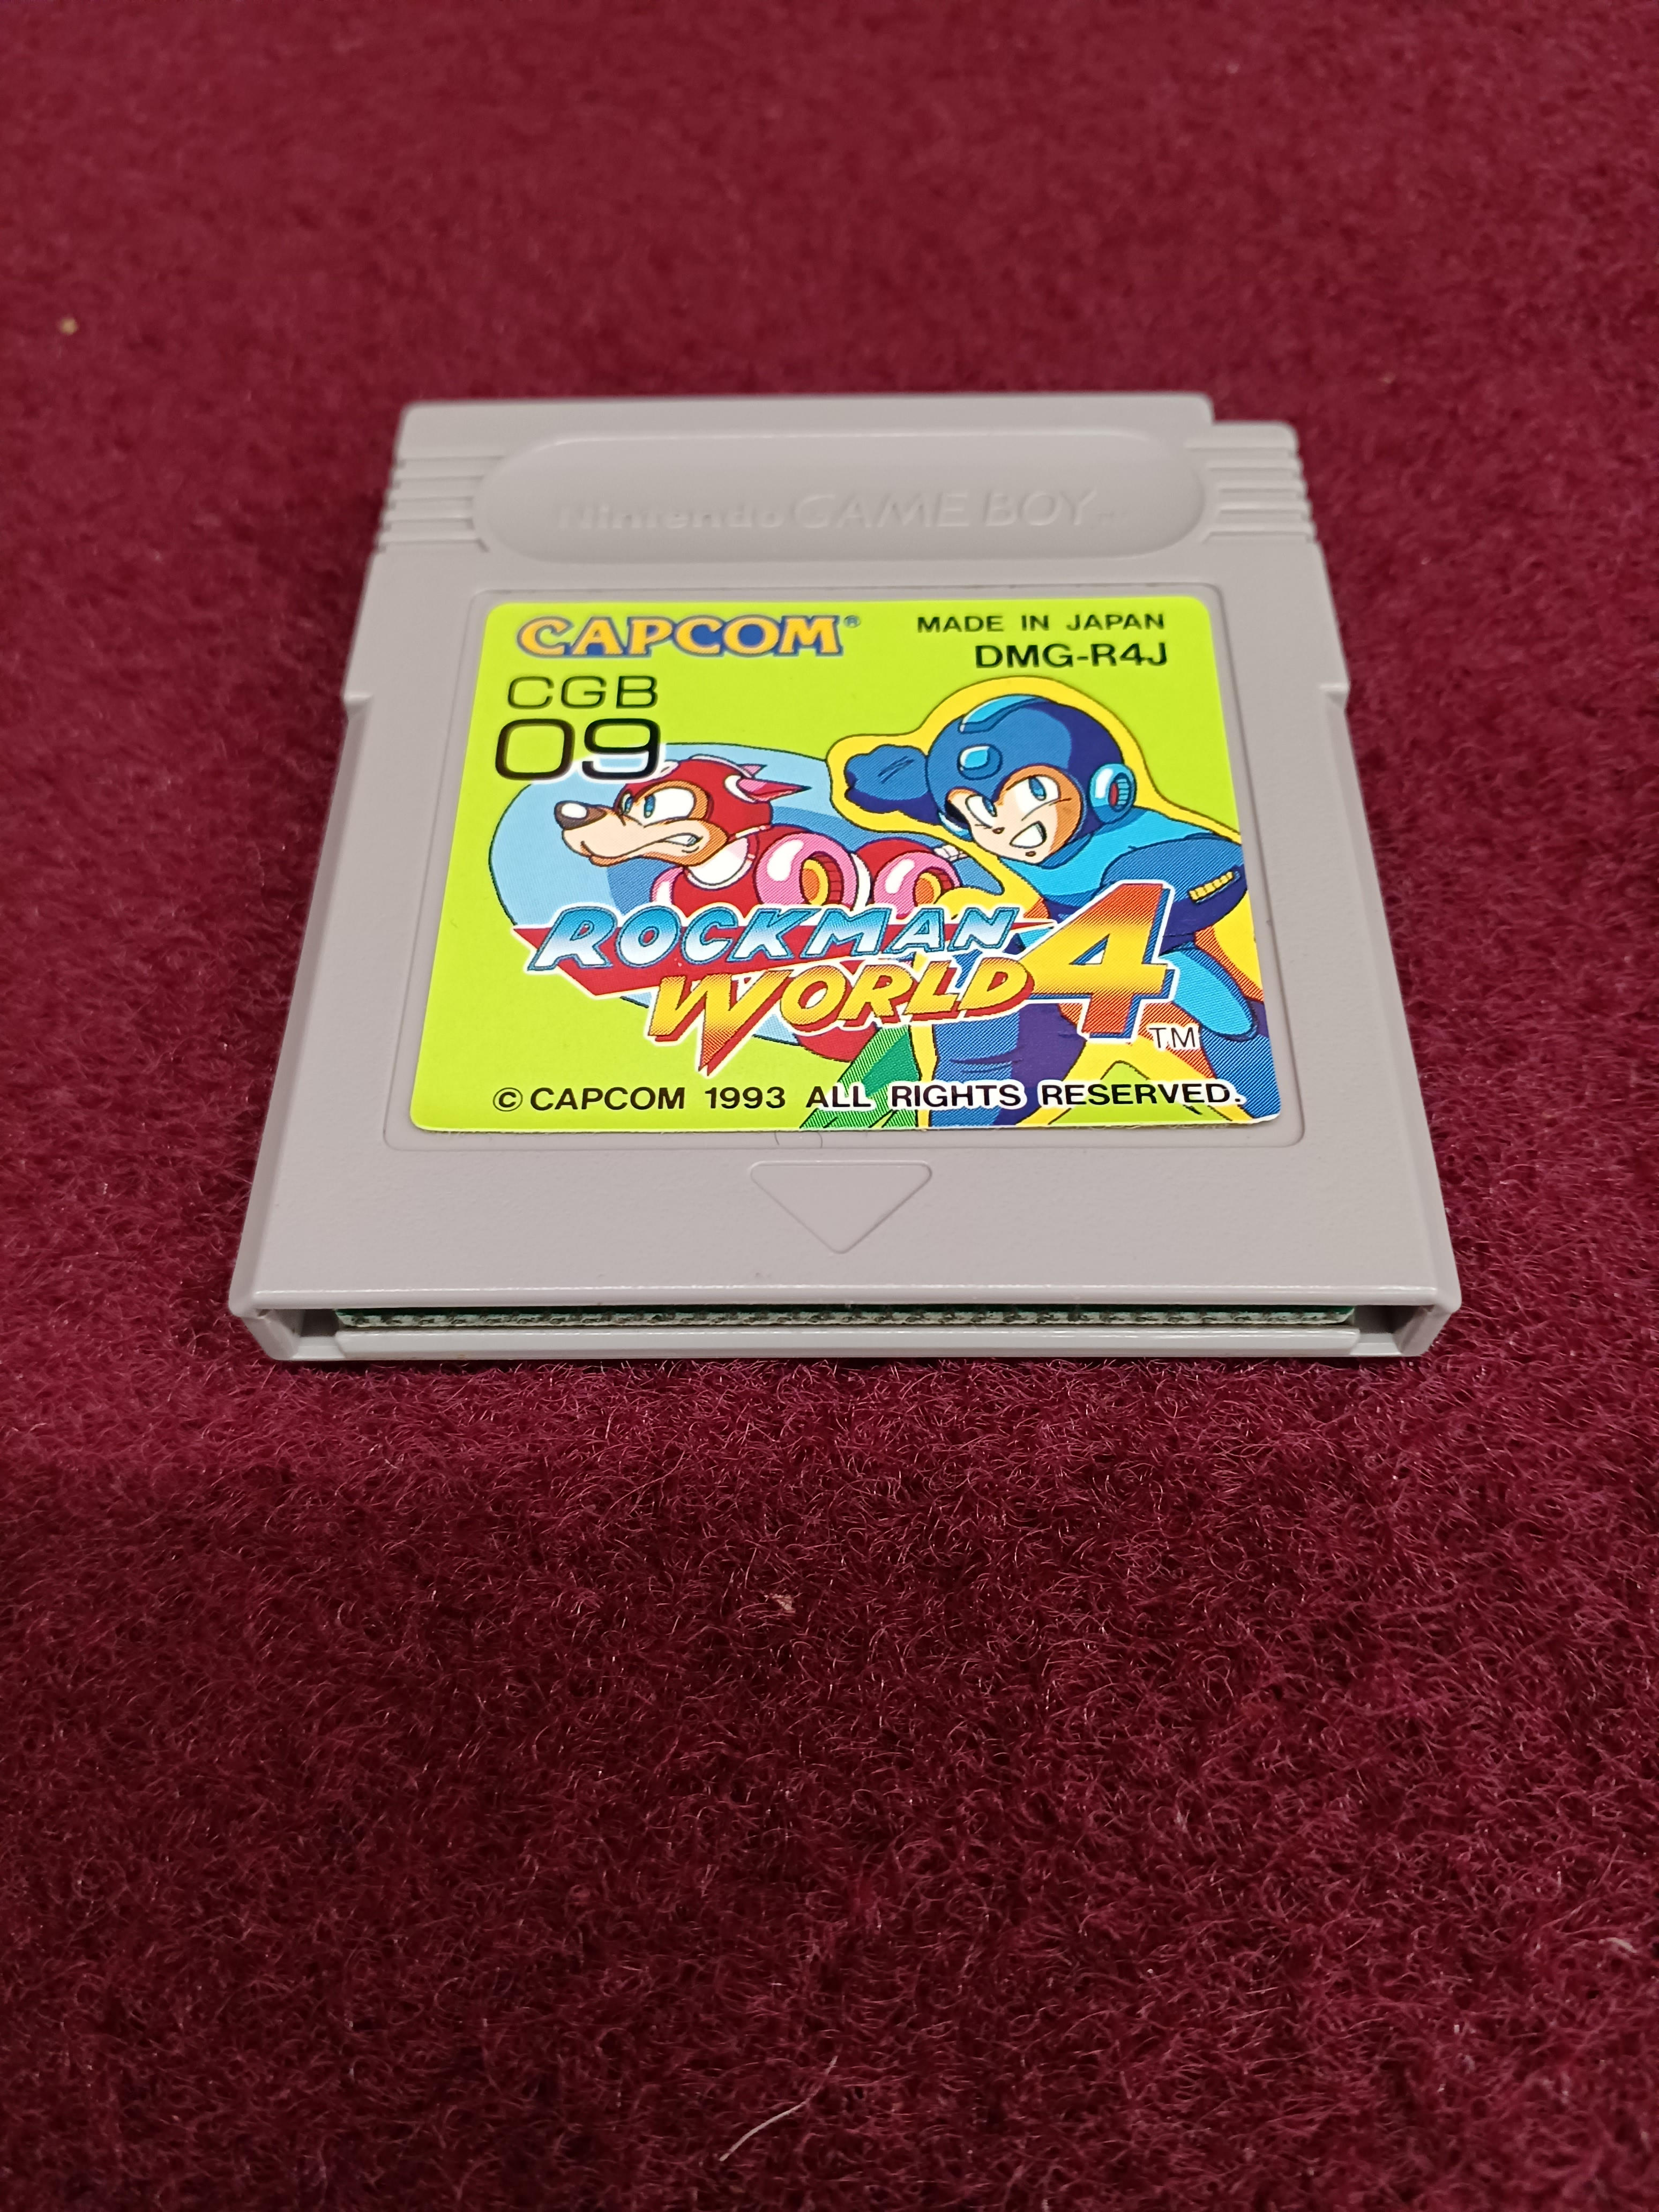 Nintendo GAME BOY™
CAPCOM®
MADE IN JAPAN
DMG-R4J
CGB
09
ROCKMAN
WORLD 4
TM
© CAPCOM 1993 ALL RIGHTS RESERVED.